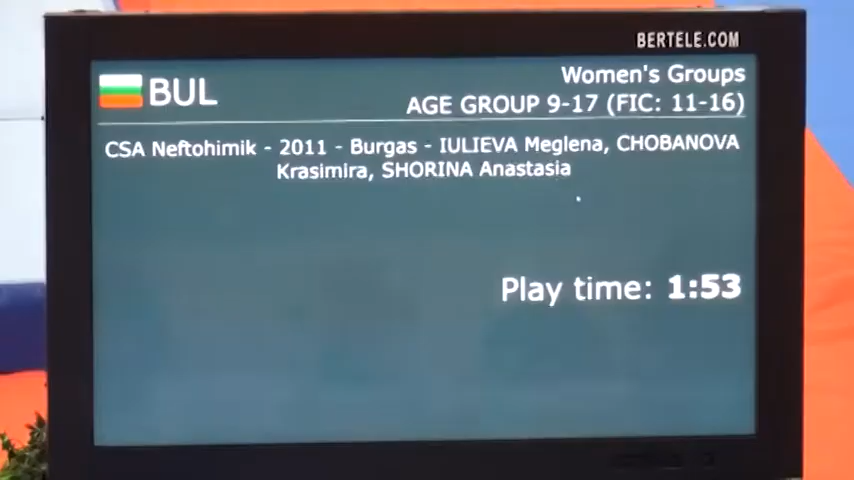 BERTELE.COM
BUL
Women's Groups
AGE GROUP 9-17 (FIC: 11-16)
CSA Neftohimik - 2011 - Burgas - IULIEVA Meglena, CHOBANOVA
Krasimira, SHORINA Anastasia
Play time: 1:53